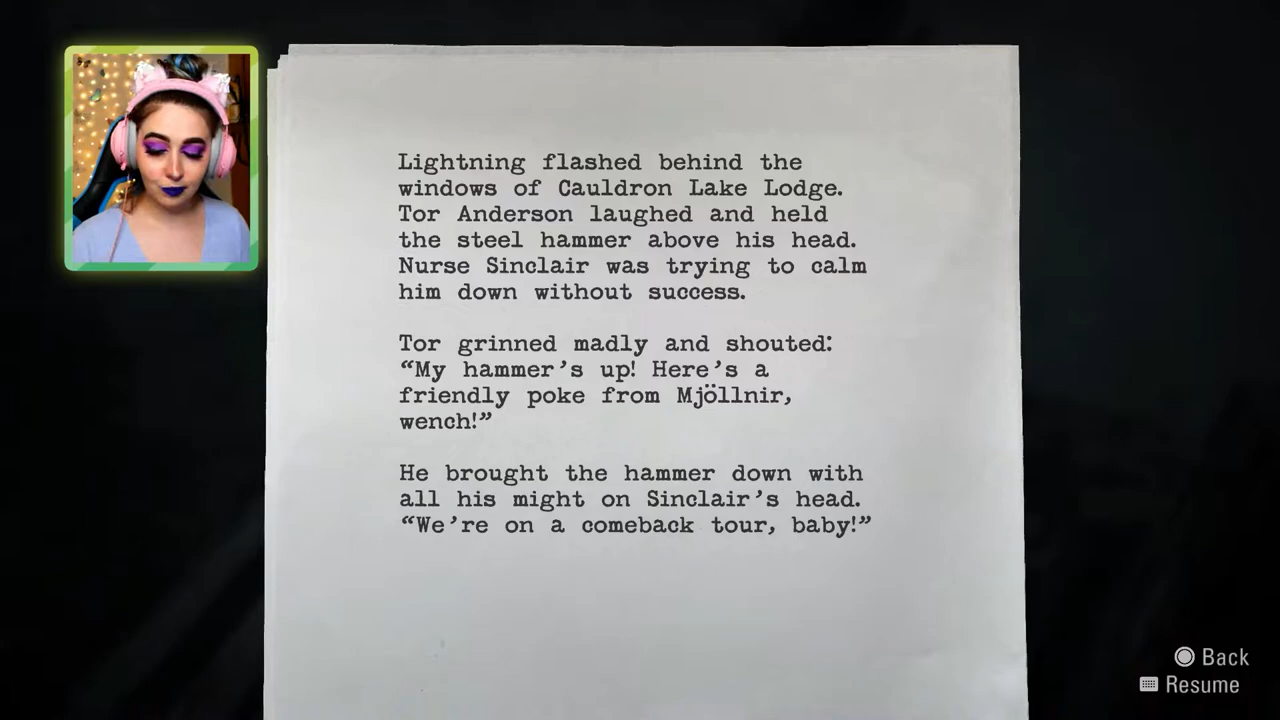 Lightning flashed behind the
windows of Cauldron Lake Lodge.
Tor Anderson laughed and held
the steel hammer above his head.
Nurse Sinclair was trying to calm
him down without success.
Tor grinned madly and shouted:
“My hammer’s up! Here’s a
friendly poke from Mjöllnir,
wench!”
He brought the hammer down with
all his might on Sinclair’s head.
“We’re on a comeback tour, baby!”
Back
Resume